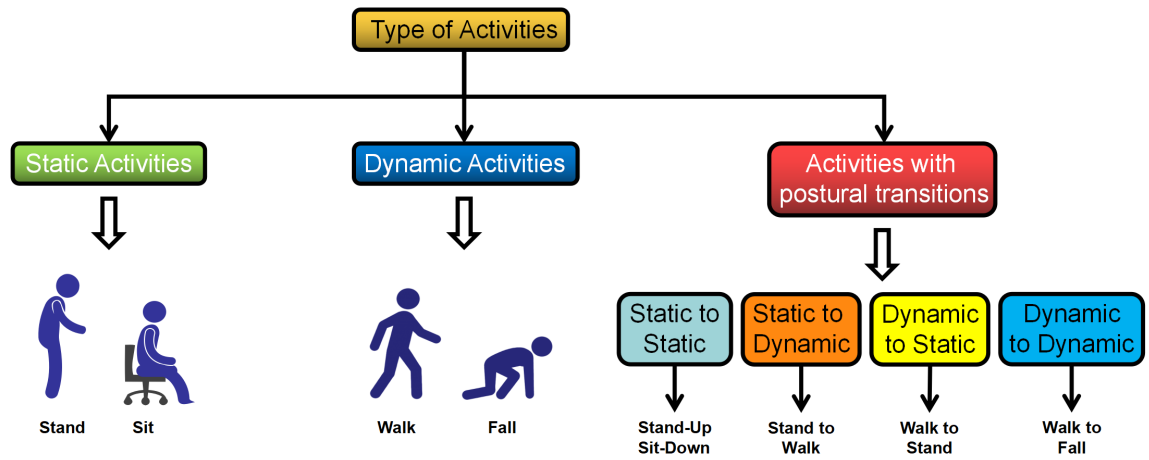 Type of Activities
Static Activities
Dynamic Activities
Activities with
postural transitions
Static to
Static
Static to
Dynamic
Dynamic
to Static
Dynamic
to Dynamic
Stand
Sit
Walk
Fall
Stand-Up
Sit-Down
Stand to
Walk
Walk to
Stand
Walk to
Fall